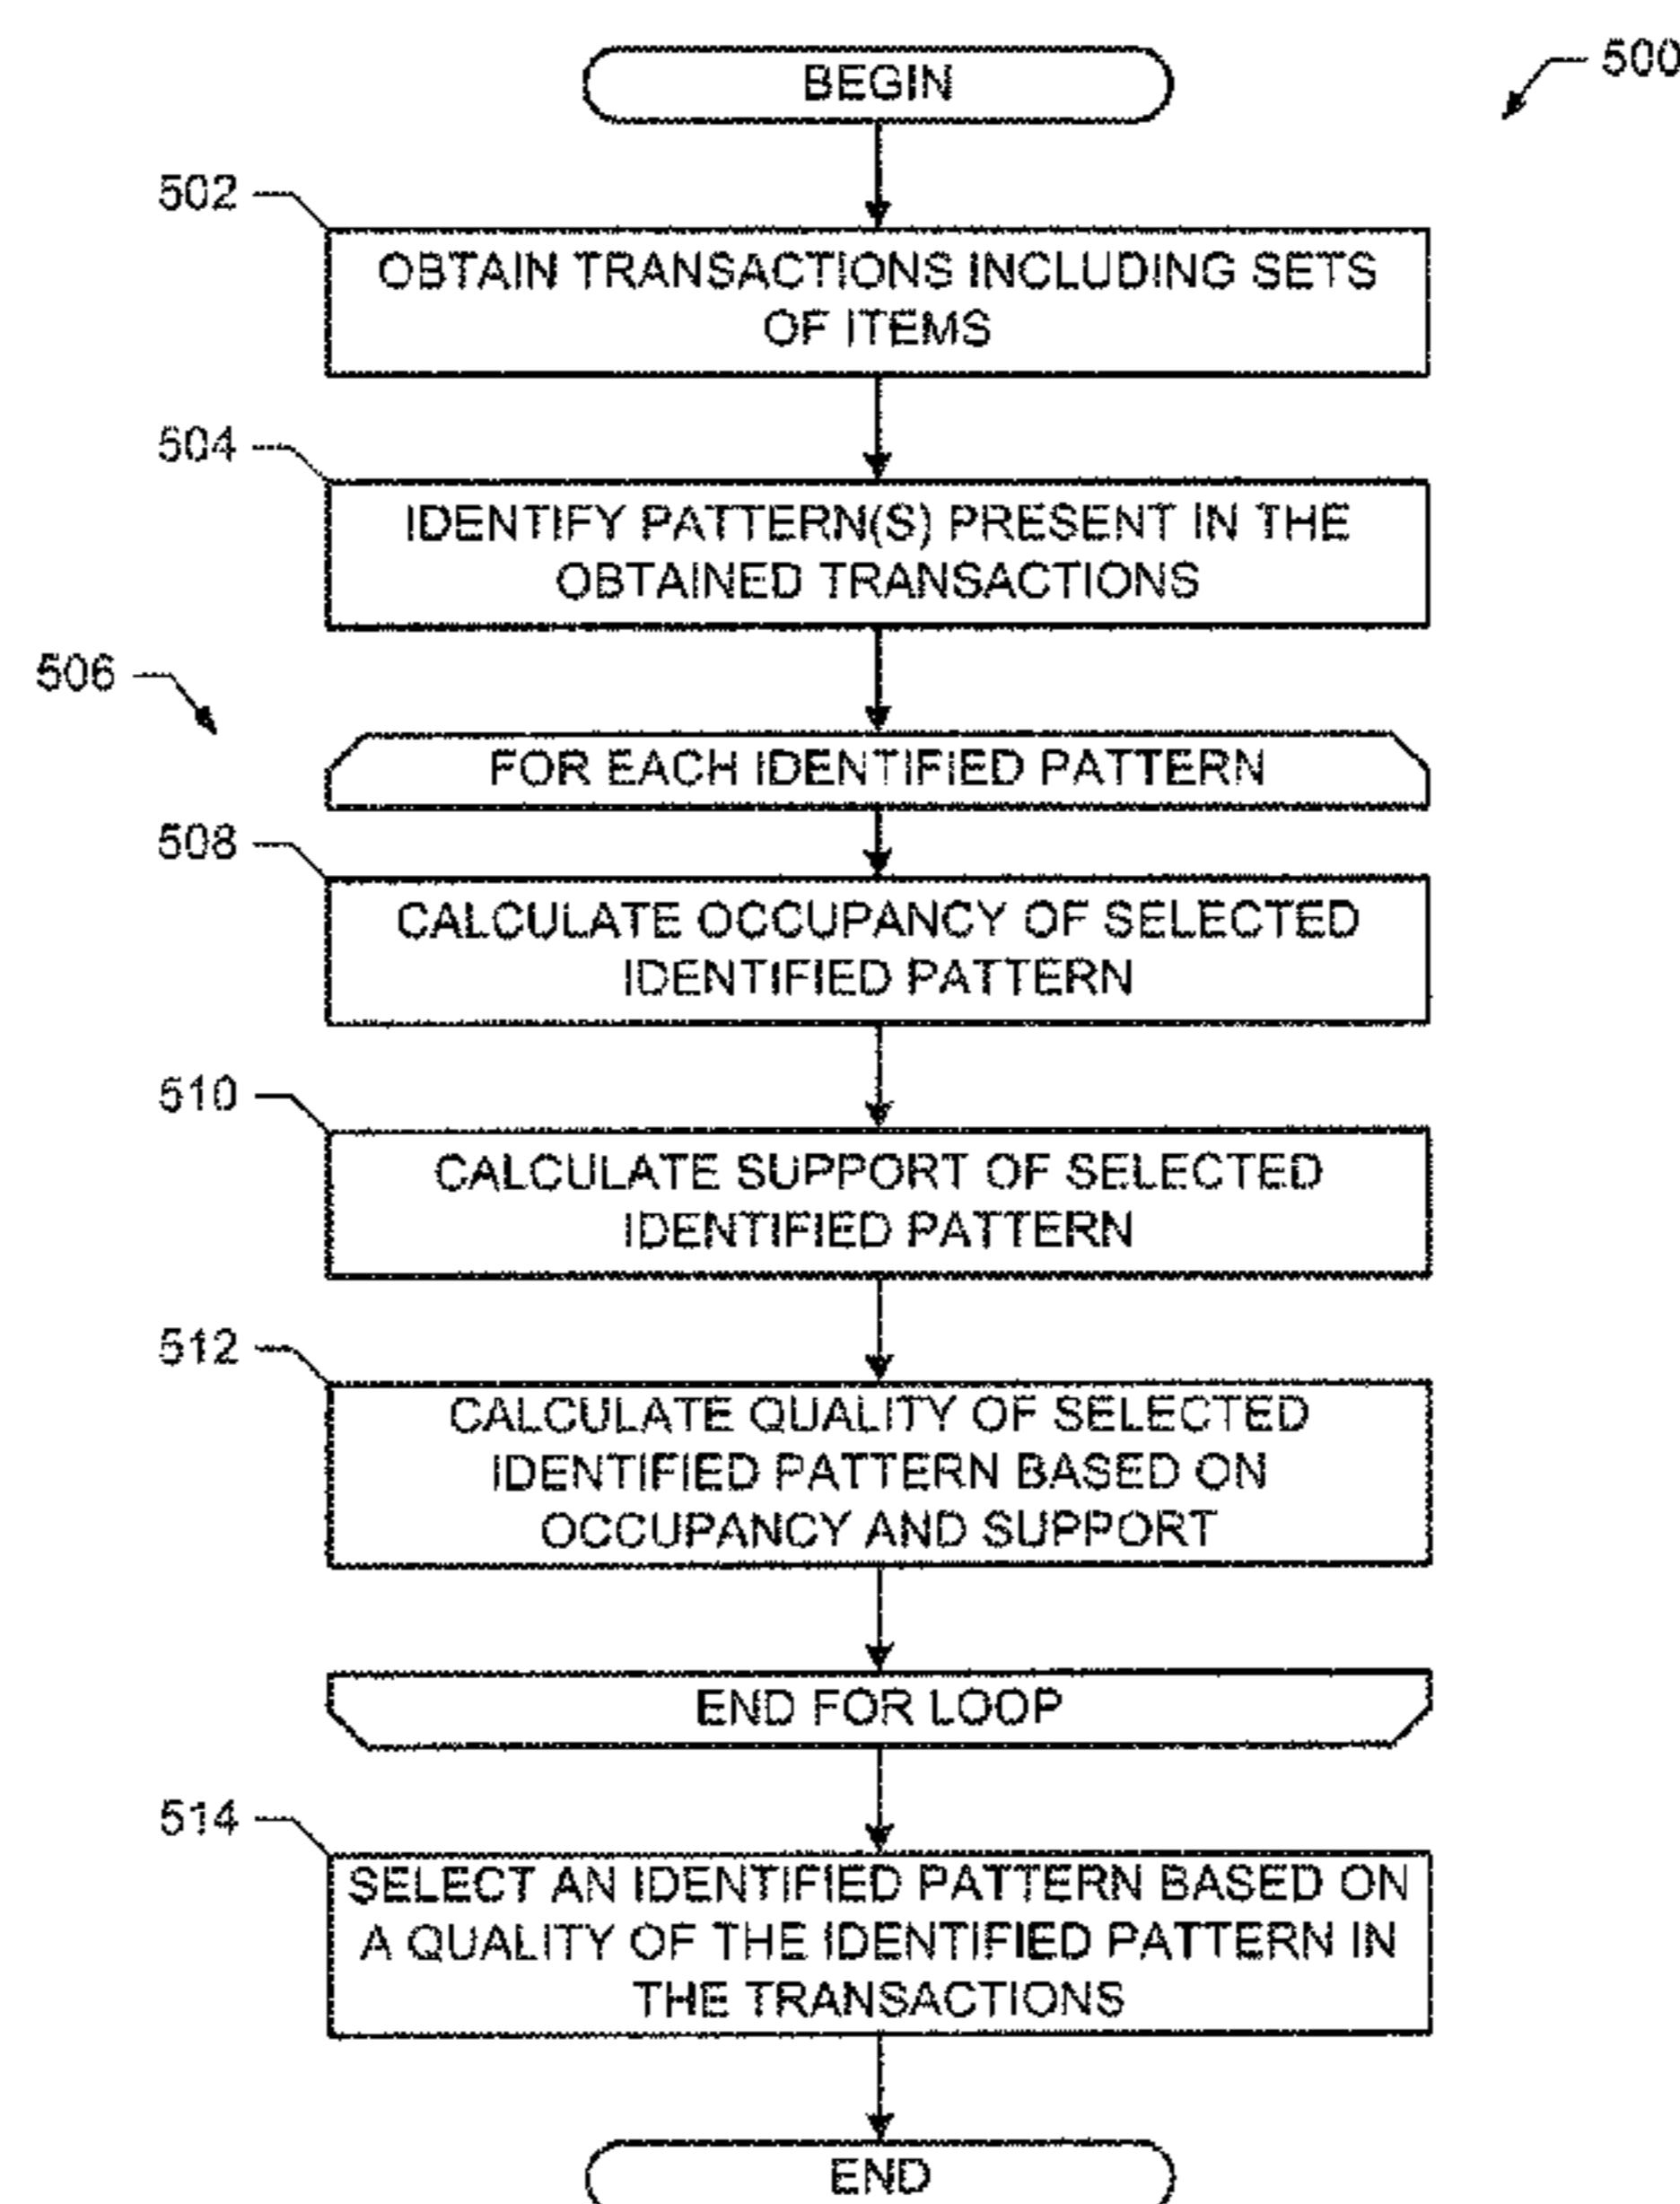 BEGIN
500
502
OBTAIN TRANSACTIONS INCLUDING SETS
OF ITEMS
504
IDENTIFY PATTERN(S) PRESENT IN THE
OBTAINED TRANSACTIONS
506
FOR EACH IDENTIFIED PATTERN
508
CALCULATE OCCUPANCY OF SELECTED
IDENTIFIED PATTERN
510
CALCULATE SUPPORT OF SELECTED
IDENTIFIED PATTERN
512
CALCULATE QUALITY OF SELECTED
IDENTIFIED PATTERN BASED ON
OCCUPANCY AND SUPPORT
END FOR LOOP
514
SELECT AN IDENTIFIED PATTERN BASED ON
A QUALITY OF THE IDENTIFIED PATTERN IN
THE TRANSACTIONS
END